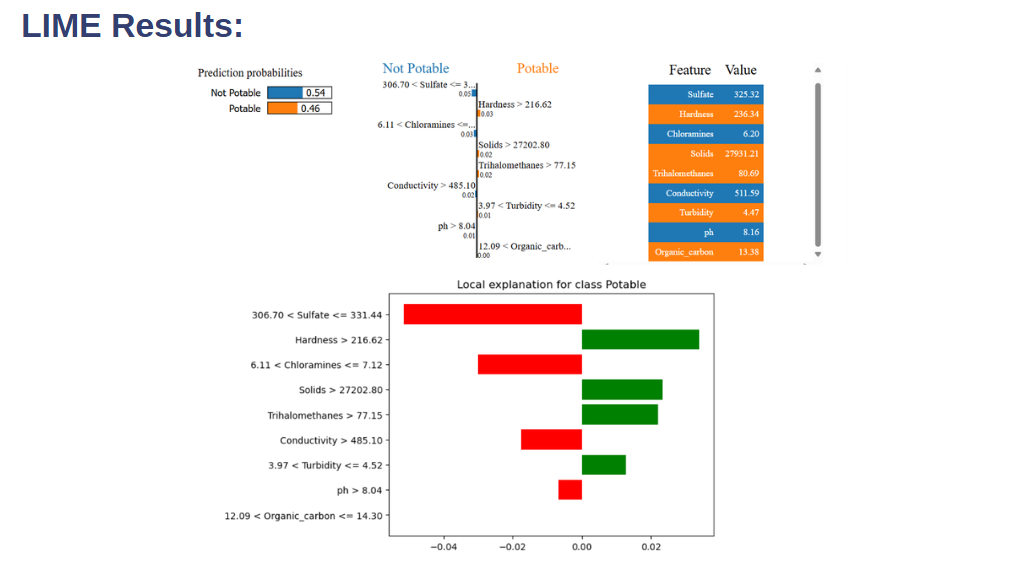 LIME Results:
Prediction probabilities
Not Potable 0.54
Potable 0.46
Not Potable Potable
306.70 < Sulfate <= 3...
0.05
Hardness > 216.62
0.03
6.11 < Chloramines <=...
0.03
Solids > 27202.80
0.02
Trihalomethanes > 77.15
0.02
Conductivity > 485.10
0.02
3.97 < Turbidity <= 4.52
0.01
ph > 8.04
0.01
12.09 < Organic_carb...
0.00
Feature Value
Sulfate 325.32
Hardness 236.34
Chloramines 6.20
Solids 27931.21
Trihalomethanes 80.69
Conductivity 511.59
Turbidity 4.47
ph 8.16
Organic_carbon 13.38
Local explanation for class Potable
306.70 < Sulfate <= 331.44
Hardness > 216.62
6.11 < Chloramines <= 7.12
Solids > 27202.80
Trihalomethanes > 77.15
Conductivity > 485.10
3.97 < Turbidity <= 4.52
ph > 8.04
12.09 < Organic_carbon <= 14.30
−0.04 −0.02 0.00 0.02